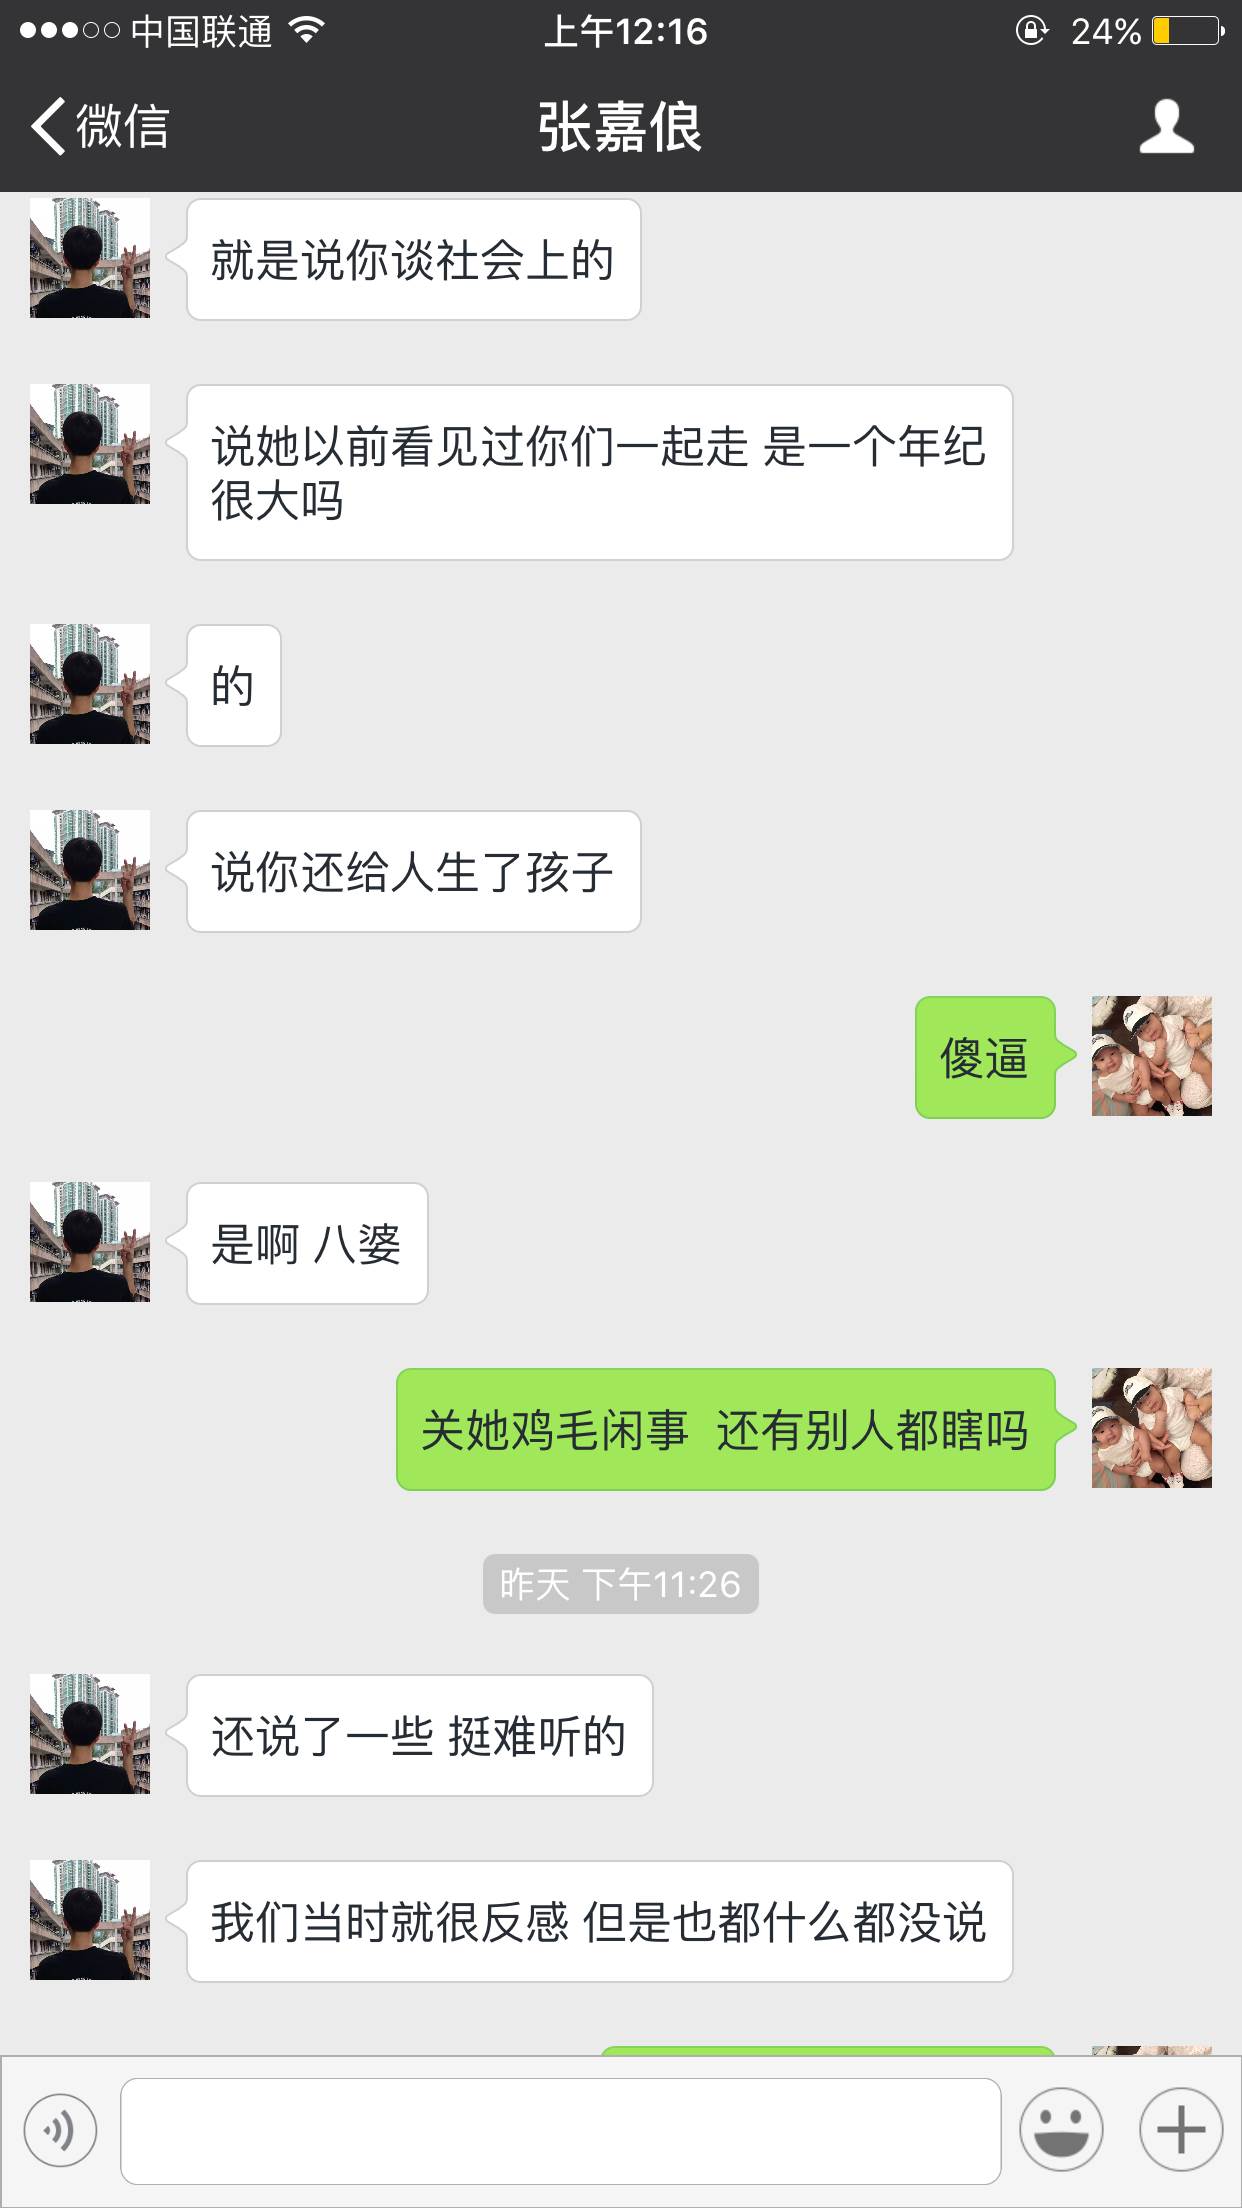 中国联通
上午12:16
24%
微信
张嘉俍
就是说你谈社会上的
说她以前看见过你们一起走 是一个年纪
很大吗
的
说你还给人生了孩子
傻逼
是啊 八婆
关她鸡毛闲事 还有别人都瞎吗
昨天 下午11:26
还说了一些 挺难听的
我们当时就很反感 但是也都什么都没说